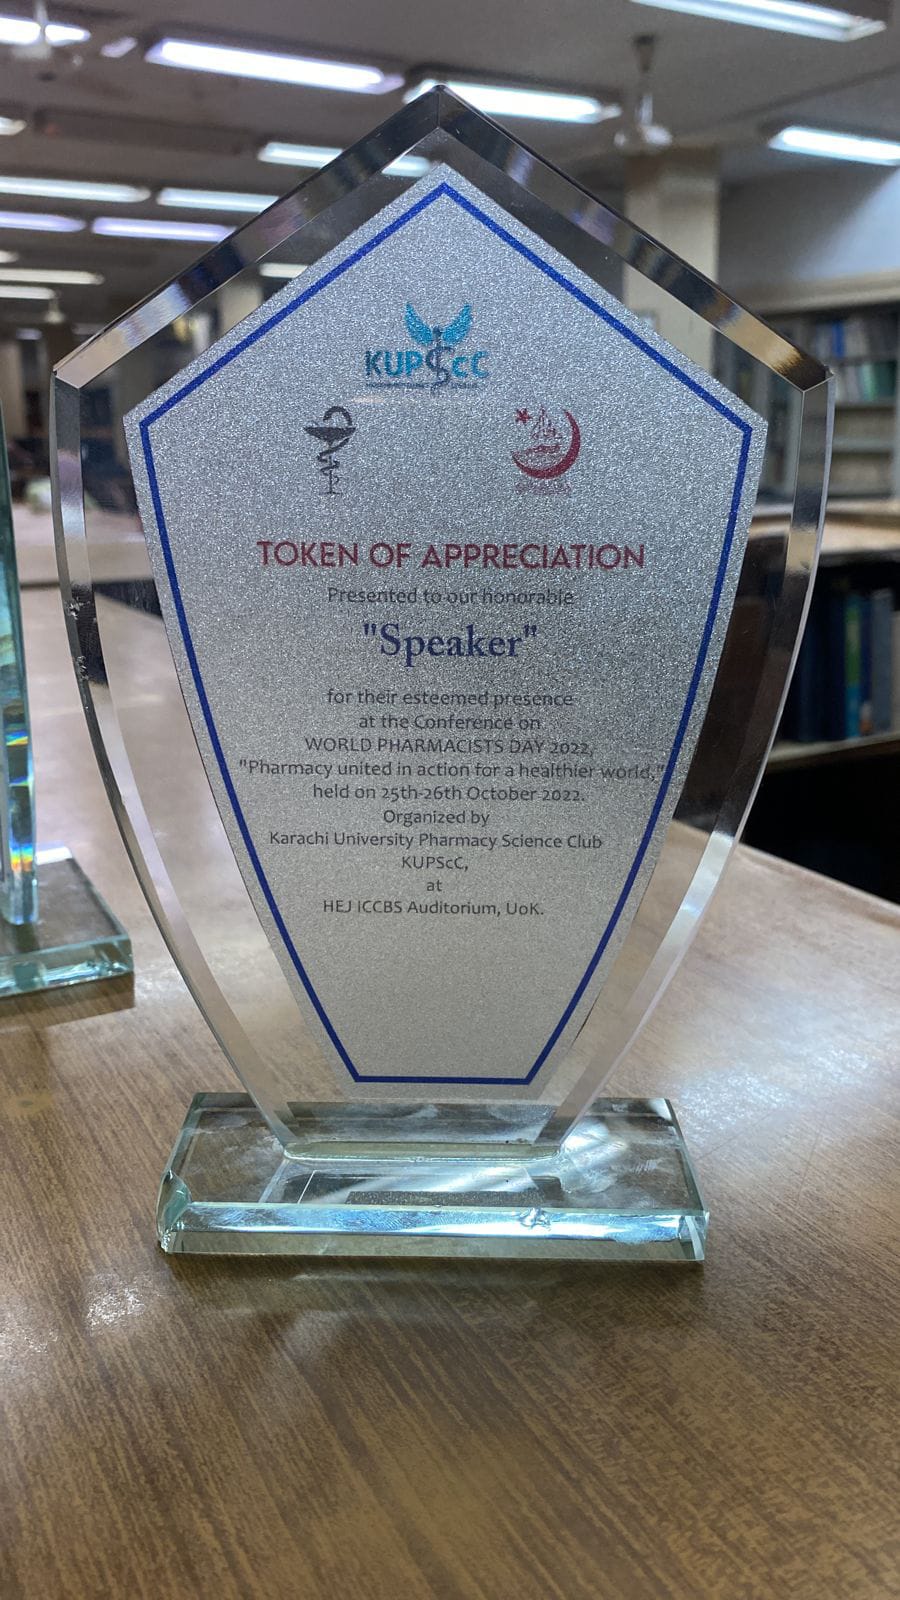 KUPScC
TOKEN OF APPRECIATION
Presented to our honorable
"Speaker"
for their esteemed presence
at the Conference on
WORLD PHARMACISTS DAY 2022,
"Pharmacy united in action for a healthier world,"
held on 25th-26th October 2022.
Organized by
Karachi University Pharmacy Science Club
KUPScC,
at
HEJ ICCBS Auditorium, UoK.